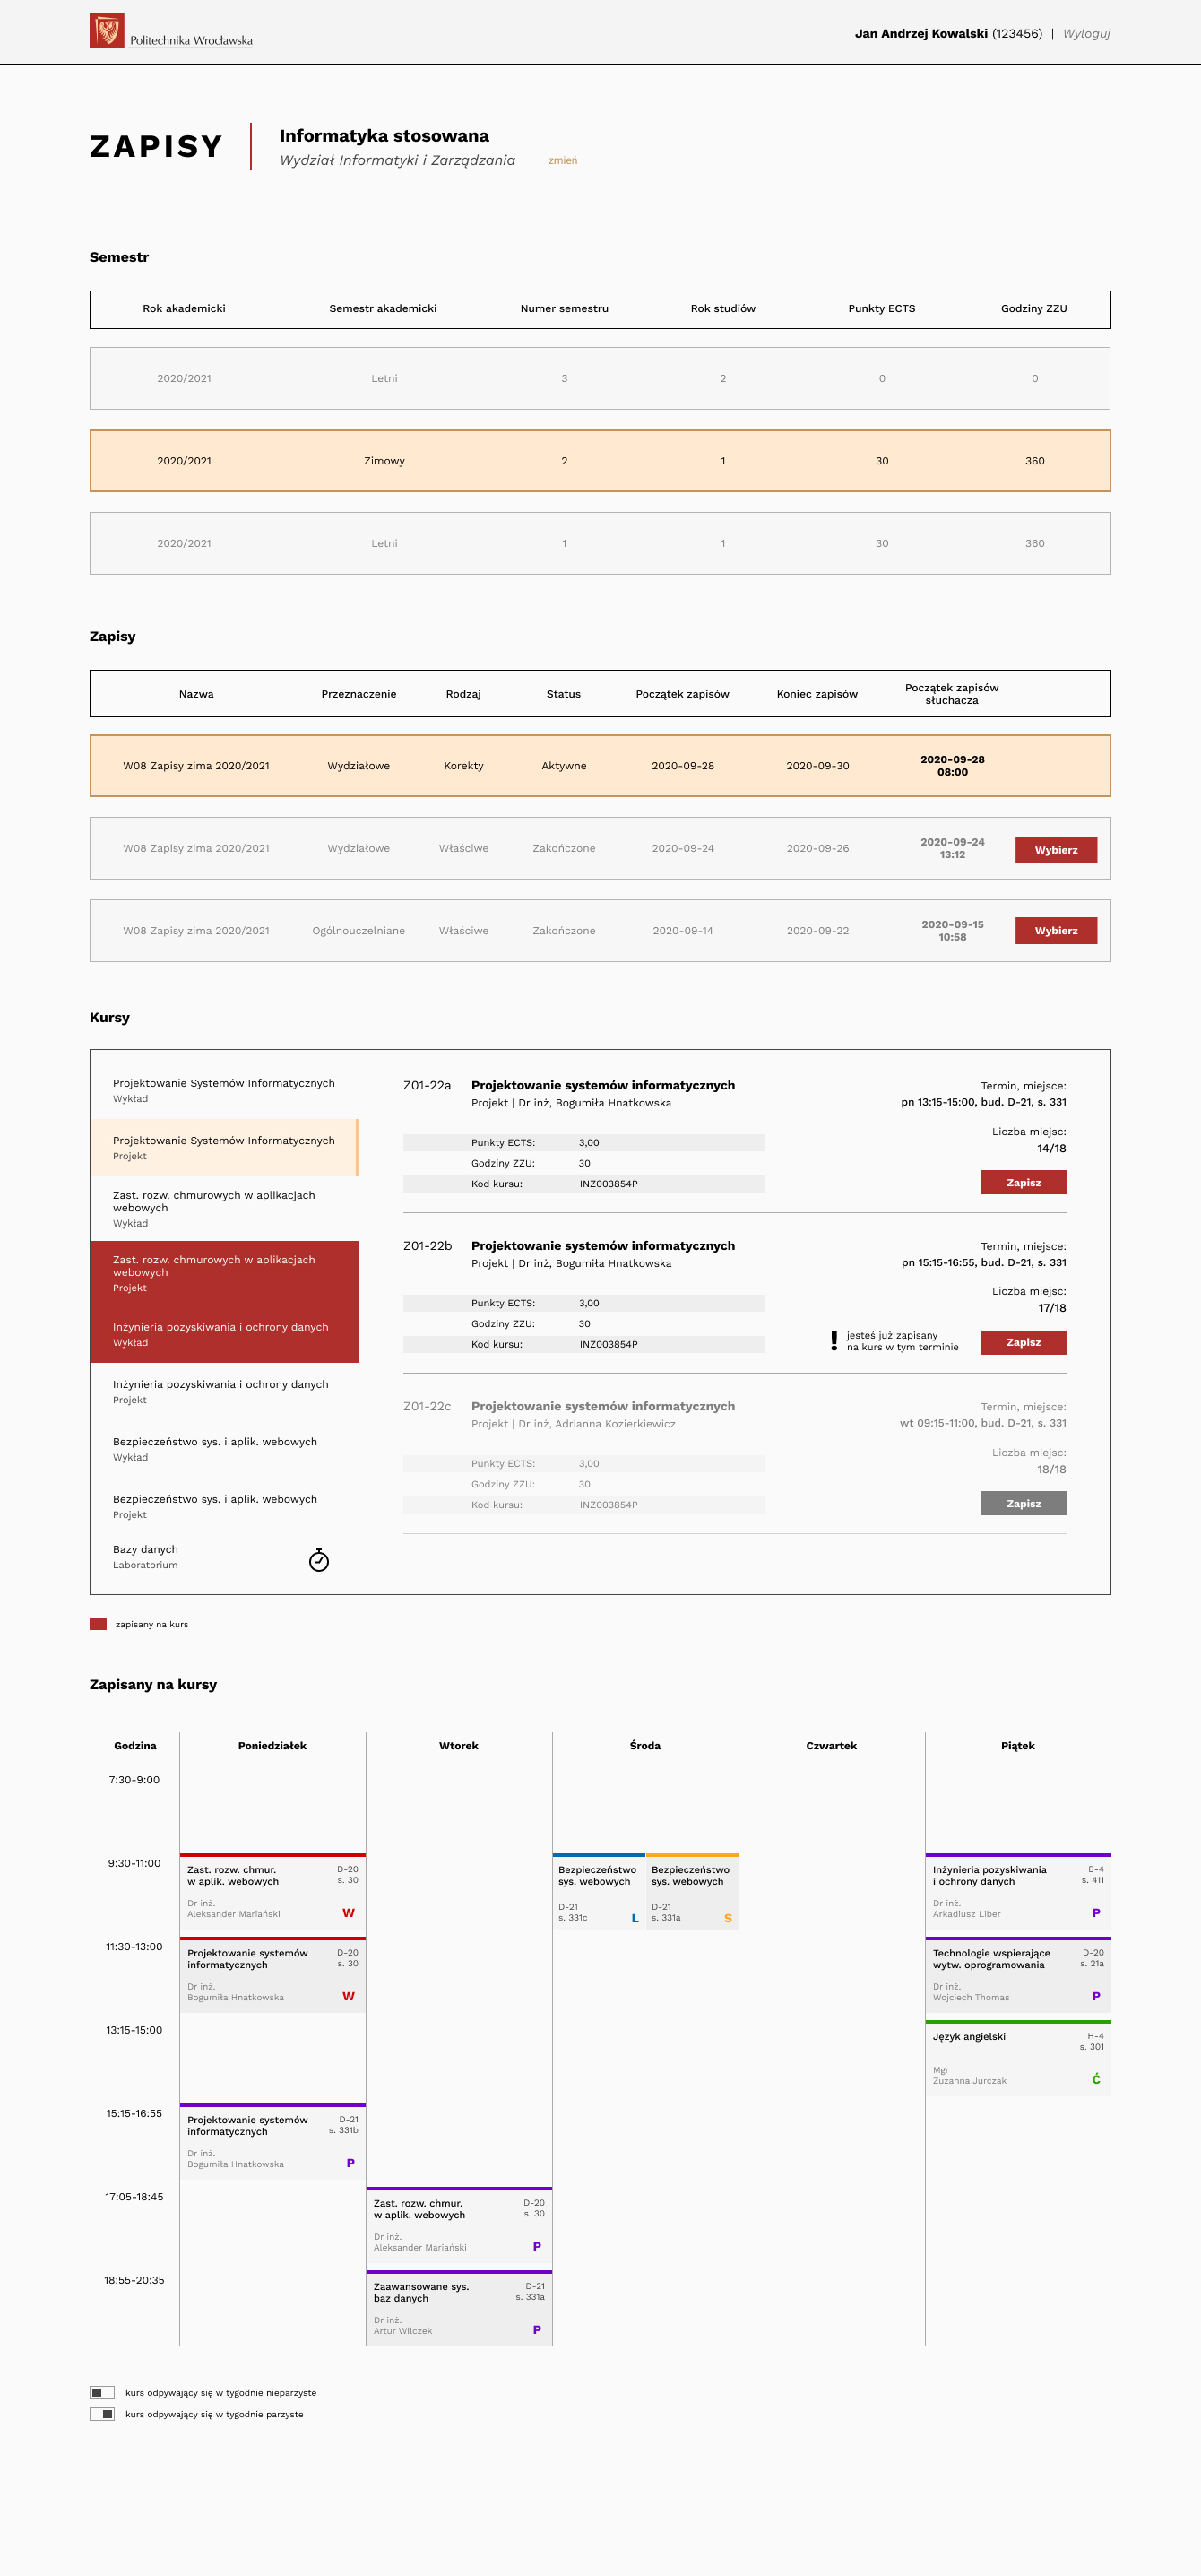 Politechnika Wrocławska
Jan Andrzej Kowalski (123456) | Wyloguj
ZAPISY
Informatyka stosowana
Wydział Informatyki i Zarządzania zmień
Semestr
Rok akademicki Semestr akademicki Numer semestru Rok studiów Punkty ECTS Godziny ZZU
2020/2021 Letni 3 2 0 0
2020/2021 Zimowy 2 1 30 360
2020/2021 Letni 1 1 30 360
Zapisy
Nazwa Przeznaczenie Rodzaj Status Początek zapisów Koniec zapisów Początek zapisów
słuchacza
W08 Zapisy zima 2020/2021 Wydziałowe Korekty Aktywne 2020-09-28 2020-09-30 2020-09-28
08:00
W08 Zapisy zima 2020/2021 Wydziałowe Właściwe Zakończone 2020-09-24 2020-09-26 2020-09-24
13:12
Wybierz
W08 Zapisy zima 2020/2021 Ogólnouczelniane Właściwe Zakończone 2020-09-14 2020-09-22 2020-09-15
10:58
Wybierz
Kursy
Projektowanie Systemów Informatycznych
Wykład
Projektowanie Systemów Informatycznych
Projekt
Zast. rozw. chmurowych w aplikacjach
webowych
Wykład
Zast. rozw. chmurowych w aplikacjach
webowych
Projekt
Inżynieria pozyskiwania i ochrony danych
Wykład
Inżynieria pozyskiwania i ochrony danych
Projekt
Bezpieczeństwo sys. i aplik. webowych
Wykład
Bezpieczeństwo sys. i aplik. webowych
Projekt
Bazy danych
Laboratorium
Z01-22a Projektowanie systemów informatycznych
Projekt | Dr inż, Bogumiła Hnatkowska
Punkty ECTS: 3,00
Godziny ZZU: 30
Kod kursu: INZ003854P
Termin, miejsce:
pn 13:15-15:00, bud. D-21, s. 331
Liczba miejsc:
14/18
Zapisz
Z01-22b Projektowanie systemów informatycznych
Projekt | Dr inż, Bogumiła Hnatkowska
Punkty ECTS: 3,00
Godziny ZZU: 30
Kod kursu: INZ003854P
Termin, miejsce:
pn 15:15-16:55, bud. D-21, s. 331
Liczba miejsc:
17/18
! jesteś już zapisany
na kurs w tym terminie
Zapisz
Z01-22c Projektowanie systemów informatycznych
Projekt | Dr inż, Adrianna Kozierkiewicz
Punkty ECTS: 3,00
Godziny ZZU: 30
Kod kursu: INZ003854P
Termin, miejsce:
wt 09:15-11:00, bud. D-21, s. 331
Liczba miejsc:
18/18
Zapisz
zapisany na kurs
Zapisany na kursy
Godzina Poniedziałek Wtorek Środa Czwartek Piątek
7:30-9:00
9:30-11:00
Zast. rozw. chmur. D-20
w aplik. webowych s. 30
Dr inż.
Aleksander Mariański W
Bezpieczeństwo
sys. webowych
D-21
s. 331c L
Bezpieczeństwo
sys. webowych
D-21
s. 331a S
Inżynieria pozyskiwania B-4
i ochrony danych s. 411
Dr inż.
Arkadiusz Liber P
11:30-13:00
Projektowanie systemów D-20
informatycznych s. 30
Dr inż.
Bogumiła Hnatkowska W
Technologie wspierające D-20
wytw. oprogramowania s. 21a
Dr inż.
Wojciech Thomas P
13:15-15:00
Język angielski H-4
s. 301
Mgr
Zuzanna Jurczak Ć
15:15-16:55
Projektowanie systemów D-21
informatycznych s. 331b
Dr inż.
Bogumiła Hnatkowska P
17:05-18:45
Zast. rozw. chmur. D-20
w aplik. webowych s. 30
Dr inż.
Aleksander Mariański P
18:55-20:35
Zaawansowane sys. D-21
baz danych s. 331a
Dr inż.
Artur Wilczek P
kurs odpywający się w tygodnie nieparzyste
kurs odpywający się w tygodnie parzyste